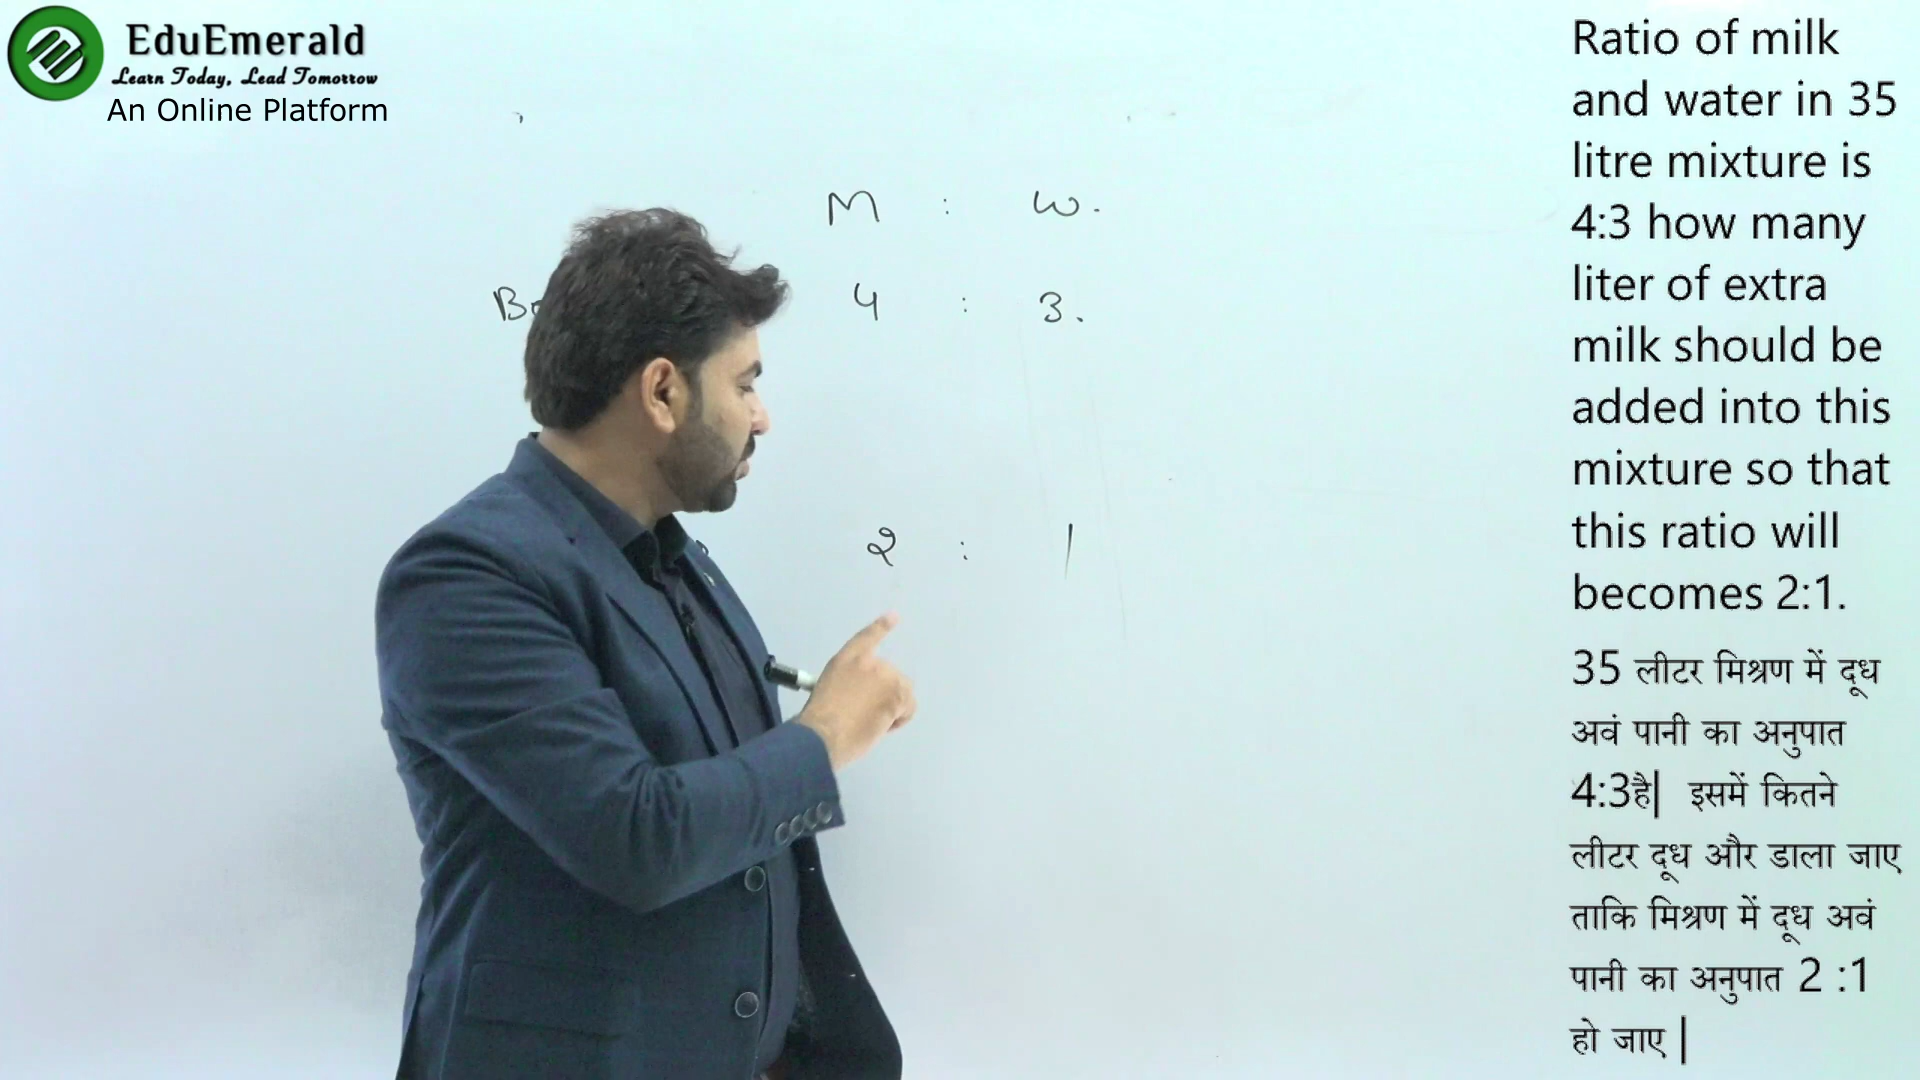 EduEmerald
Learn Today, Lead Tomorrow
An Online Platform
M : W.
4 : 3.
2 : 1
Ratio of milk
and water in 35
litre mixture is
4:3 how many
liter of extra
milk should be
added into this
mixture so that
this ratio will
becomes 2:1.
35 लीटर मिश्रण में दूध
अवं पानी का अनुपात
4:3है| इसमें कितने
लीटर दूध और डाला जाए
ताकि मिश्रण में दूध अवं
पानी का अनुपात 2 :1
हो जाए |